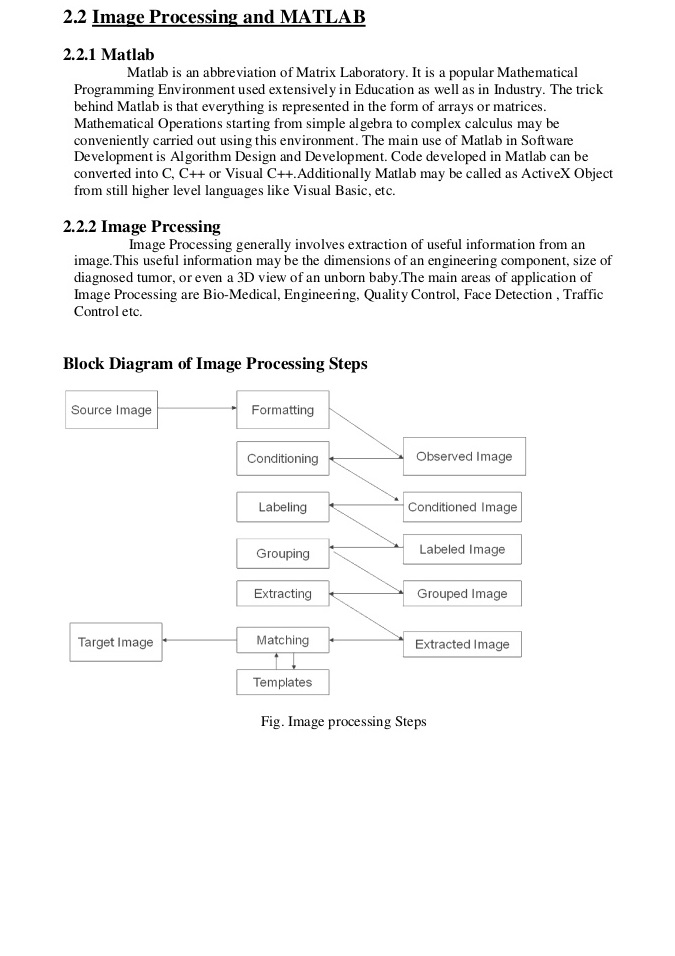 2.2 Image Processing and MATLAB
2.2.1 Matlab
Matlab is an abbreviation of Matrix Laboratory. It is a popular Mathematical
Programming Environment used extensively in Education as well as in Industry. The trick
behind Matlab is that everything is represented in the form of arrays or matrices.
Mathematical Operations starting from simple algebra to complex calculus may be
conveniently carried out using this environment. The main use of Matlab in Software
Development is Algorithm Design and Development. Code developed in Matlab can be
converted into C, C++ or Visual C++.Additionally Matlab may be called as ActiveX Object
from still higher level languages like Visual Basic, etc.
2.2.2 Image Prcessing
Image Processing generally involves extraction of useful information from an
image.This useful information may be the dimensions of an engineering component, size of
diagnosed tumor, or even a 3D view of an unborn baby.The main areas of application of
Image Processing are Bio-Medical, Engineering, Quality Control, Face Detection , Traffic
Control etc.
Block Diagram of Image Processing Steps
Source Image
Formatting
Conditioning
Observed Image
Labeling
Conditioned Image
Grouping
Labeled Image
Extracting
Grouped Image
Target Image
Matching
Extracted Image
Templates
Fig. Image processing Steps